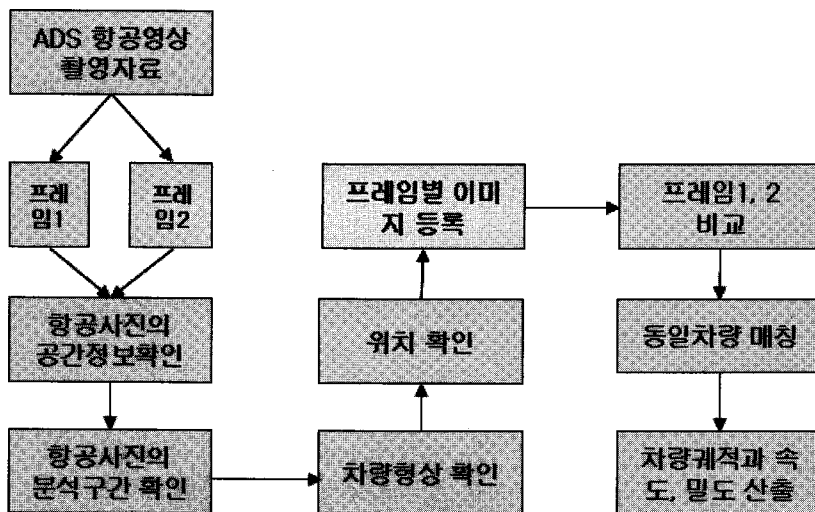 ADS 항공영상
촬영자료
프레
임1
프레
임2
항공사진의
공간정보확인
항공사진의
분석구간 확인
차량형상 확인
위치 확인
프레임별 이미
지 등록
프레임1, 2
비교
동일차량 매칭
차량궤적과 속
도, 밀도 산출